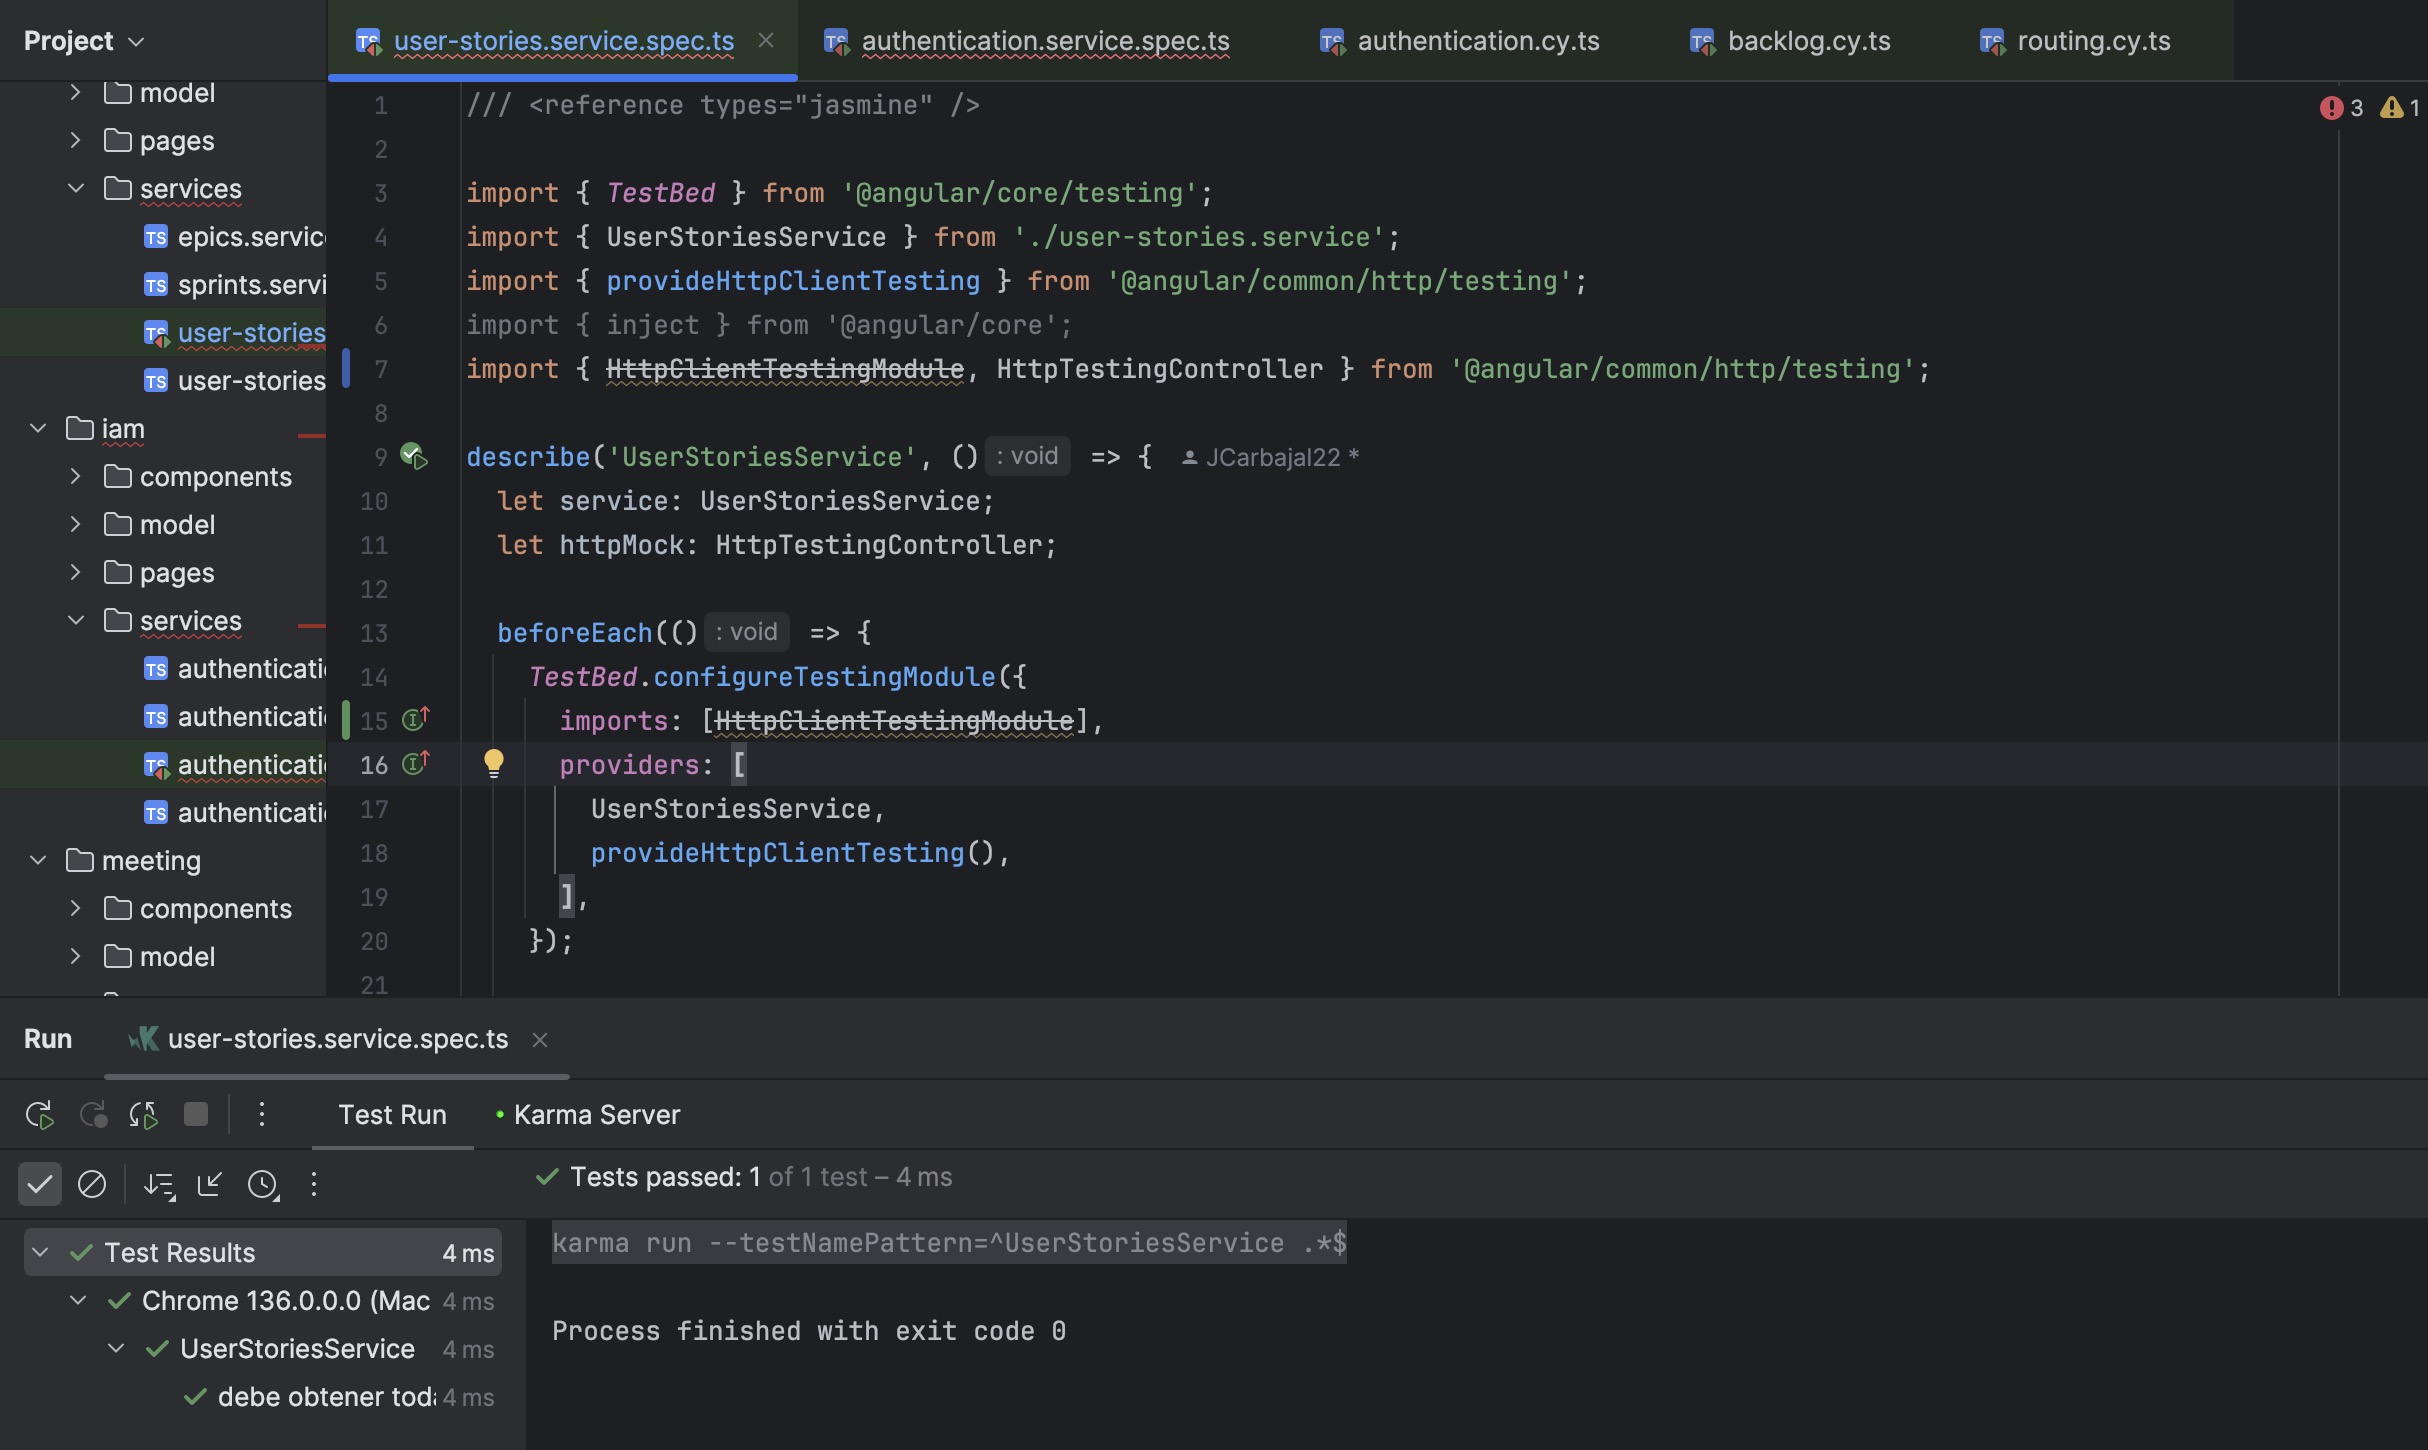 Project
user-stories.service.spec.ts
authentication.service.spec.ts
authentication.cy.ts
backlog.cy.ts
routing.cy.ts
model
pages
services
epics.servic
sprints.servi
user-stories
user-stories
iam
components
model
pages
services
authenticati
authenticati
authenticati
authenticati
meeting
components
model
3 1
1 /// <reference types="jasmine" />
2
3 import { TestBed } from '@angular/core/testing';
4 import { UserStoriesService } from './user-stories.service';
5 import { provideHttpClientTesting } from '@angular/common/http/testing';
6 import { inject } from '@angular/core';
7 import { HttpClientTestingModule, HttpTestingController } from '@angular/common/http/testing';
8
9 describe('UserStoriesService', () : void => { JCarbajal22 *
10 let service: UserStoriesService;
11 let httpMock: HttpTestingController;
12
13 beforeEach(() : void => {
14 TestBed.configureTestingModule({
15 imports: [HttpClientTestingModule],
16 providers: [
17 UserStoriesService,
18 provideHttpClientTesting(),
19 ],
20 });
21
Run
user-stories.service.spec.ts
Test Run
Karma Server
Tests passed: 1 of 1 test – 4 ms
Test Results 4 ms
Chrome 136.0.0.0 (Mac 4 ms
UserStoriesService 4 ms
debe obtener toda 4 ms
karma run --testNamePattern=^UserStoriesService .*$
Process finished with exit code 0